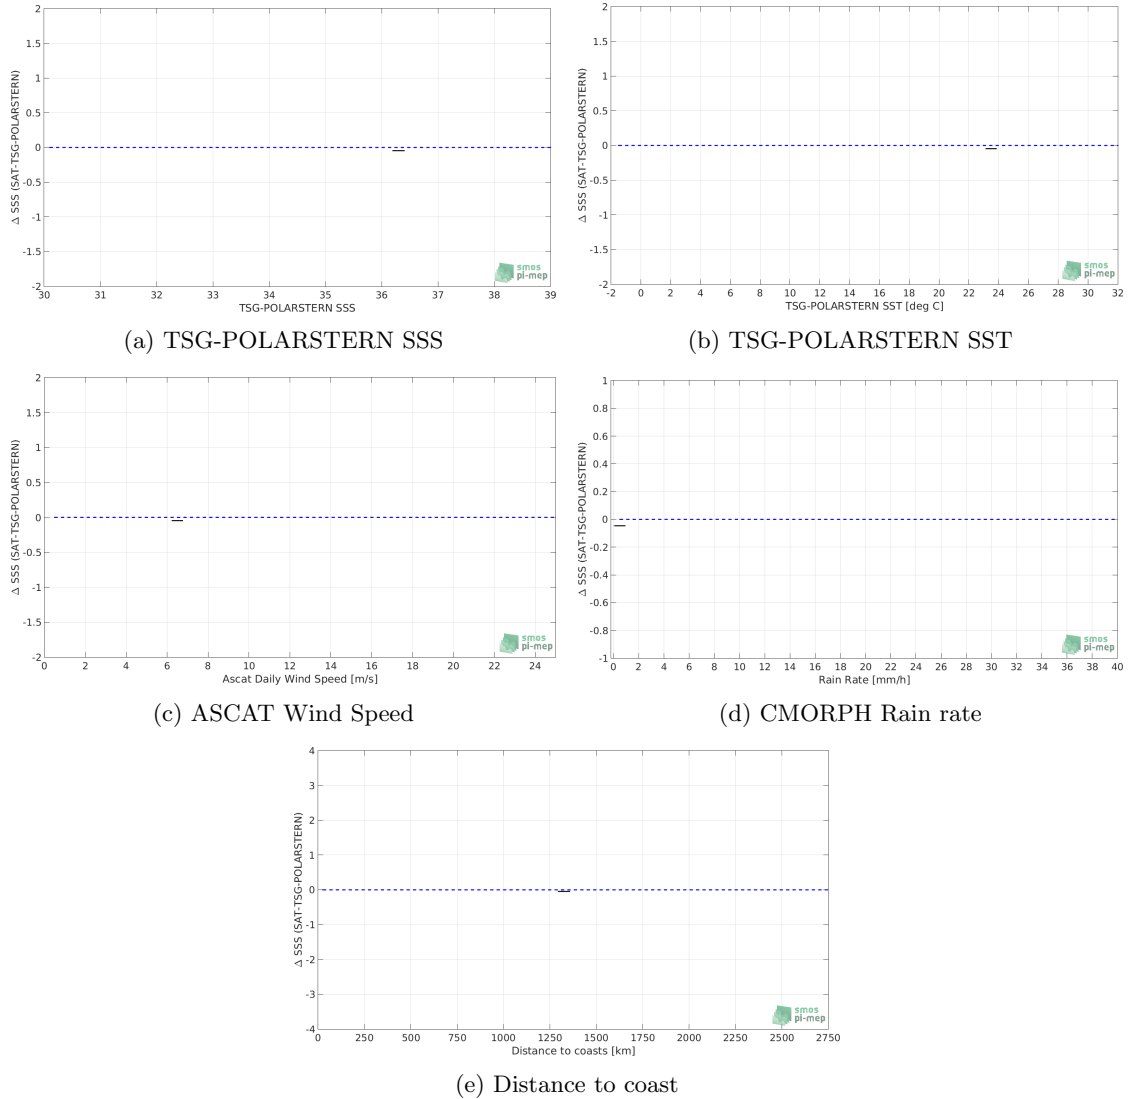 2
1.5
1
0.5
0
-0.5
-1
-1.5
-2
Δ SSS (SAT-TSG-POLARSTERN)
30 31 32 33 34 35 36 37 38 39
TSG-POLARSTERN SSS
smos
pi-mep
(a) TSG-POLARSTERN SSS
2
1.5
1
0.5
0
-0.5
-1
-1.5
-2
Δ SSS (SAT-TSG-POLARSTERN)
-2 0 2 4 6 8 10 12 14 16 18 20 22 24 26 28 30 32
TSG-POLARSTERN SST [deg C]
smos
pi-mep
(b) TSG-POLARSTERN SST
2
1.5
1
0.5
0
-0.5
-1
-1.5
-2
Δ SSS (SAT-TSG-POLARSTERN)
0 2 4 6 8 10 12 14 16 18 20 22 24
Ascat Daily Wind Speed [m/s]
smos
pi-mep
(c) ASCAT Wind Speed
1
0.8
0.6
0.4
0.2
0
-0.2
-0.4
-0.6
-0.8
-1
Δ SSS (SAT-TSG-POLARSTERN)
0 2 4 6 8 10 12 14 16 18 20 22 24 26 28 30 32 34 36 38 40
Rain Rate [mm/h]
smos
pi-mep
(d) CMORPH Rain rate
4
3
2
1
0
-1
-2
-3
-4
Δ SSS (SAT-TSG-POLARSTERN)
0 250 500 750 1000 1250 1500 1750 2000 2250 2500 2750
Distance to coasts [km]
smos
pi-mep
(e) Distance to coast